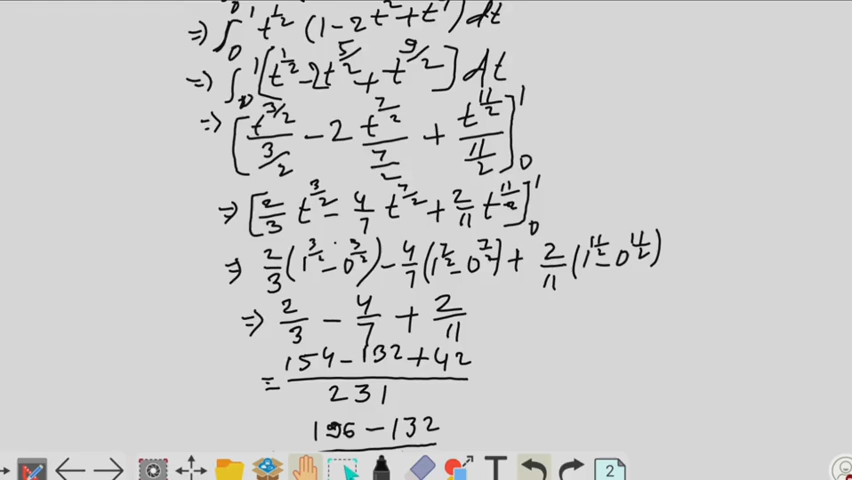 =) ∫₀¹ t^1/2 (1 - 2t² + t⁴) dt
=) ∫₀¹ [t^1/2 - 2t^5/2 + t^9/2] dt
=) [t^3/2 / 3/2 - 2 t^7/2 / 7/2 + t^11/2 / 11/2]₀¹
=) [2/3 t^3/2 - 4/7 t^7/2 + 2/11 t^11/2]₀¹
=) 2/3 (1^3/2 - 0^3/2) - 4/7 (1^7/2 - 0^7/2) + 2/11 (1^11/2 - 0^11/2)
=) 2/3 - 4/7 + 2/11
= 154 - 132 + 42 / 231
196 - 132
T 2